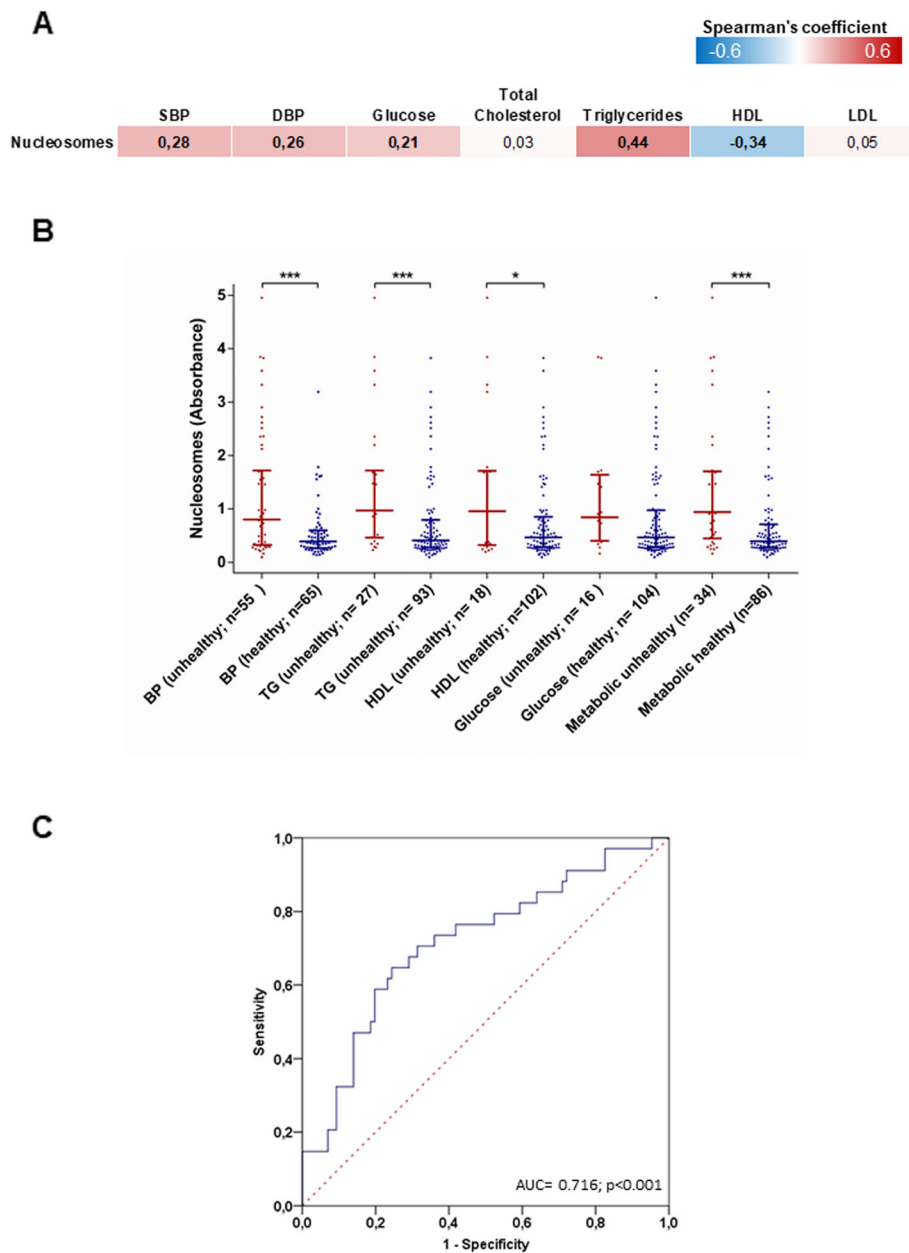 A
Spearman's coefficient
-0.6 0.6
SBP DBP Glucose Total Cholesterol Triglycerides HDL LDL
Nucleosomes 0,28 0,26 0,21 0,03 0,44 -0,34 0,05
B
*** *** * ***
Nucleosomes (Absorbance)
5
4
3
2
1
0
BP (unhealthy; n=55 )
BP (healthy; n=65)
TG (unhealthy; n= 27)
TG (unhealthy; n= 93)
HDL (unhealthy; n= 18)
HDL (healthy; n=102)
Glucose (unhealthy; n= 16 )
Glucose (healthy; n= 104)
Metabolic unhealthy (n= 34)
Metabolic healthy (n=86)
C
Sensitivity
1,0
0,8
0,6
0,4
0,2
0,0
AUC= 0.716; p<0.001
0,0 0,2 0,4 0,6 0,8 1,0
1 - Specificity